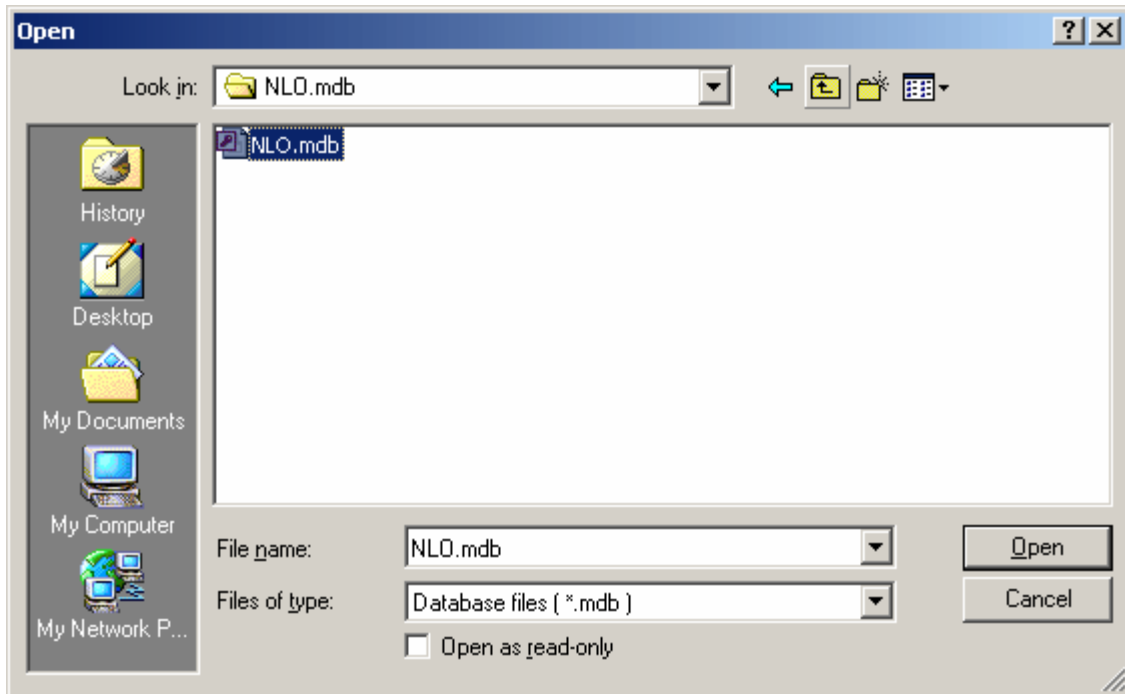 Open
Look in: NLO.mdb
NLO.mdb
History
Desktop
My Documents
My Computer
My Network P...
File name: NLO.mdb Open
Files of type: Database files ( *.mdb ) Cancel
Open as read-only